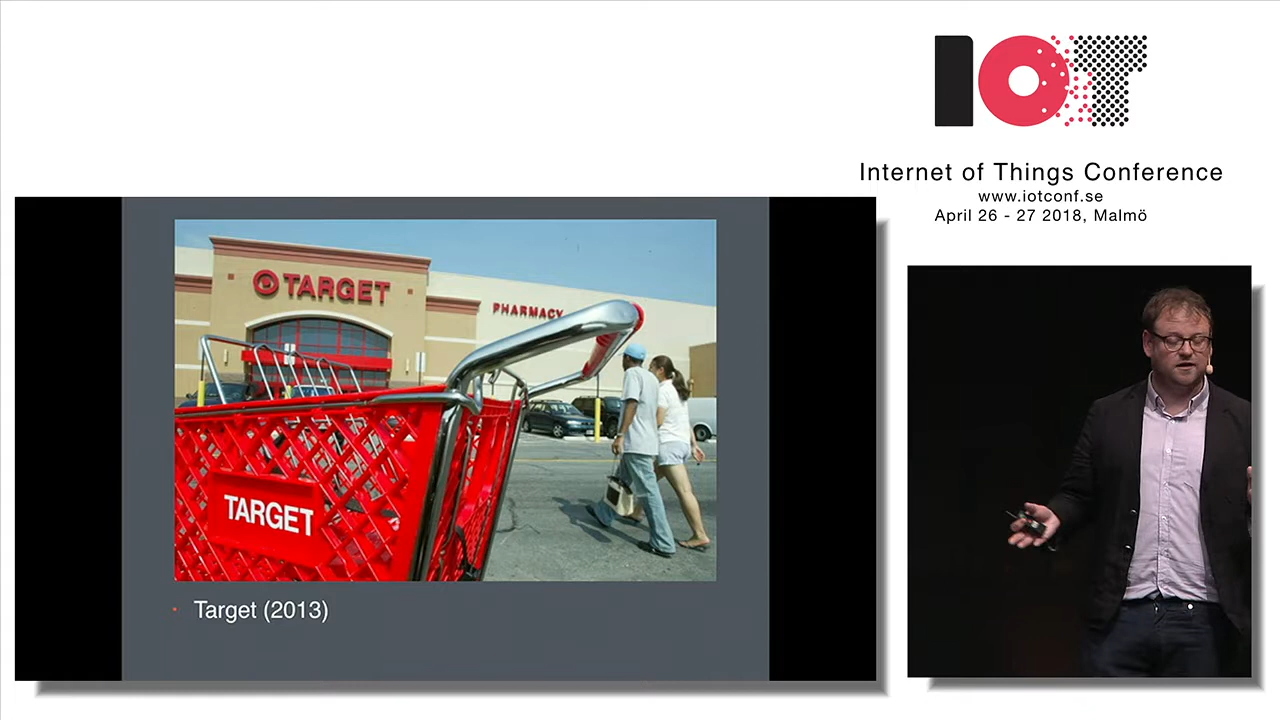 IOT
Internet of Things Conference
www.iotconf.se
April 26 - 27 2018, Malmö
TARGET
PHARMACY
TARGET
Target (2013)